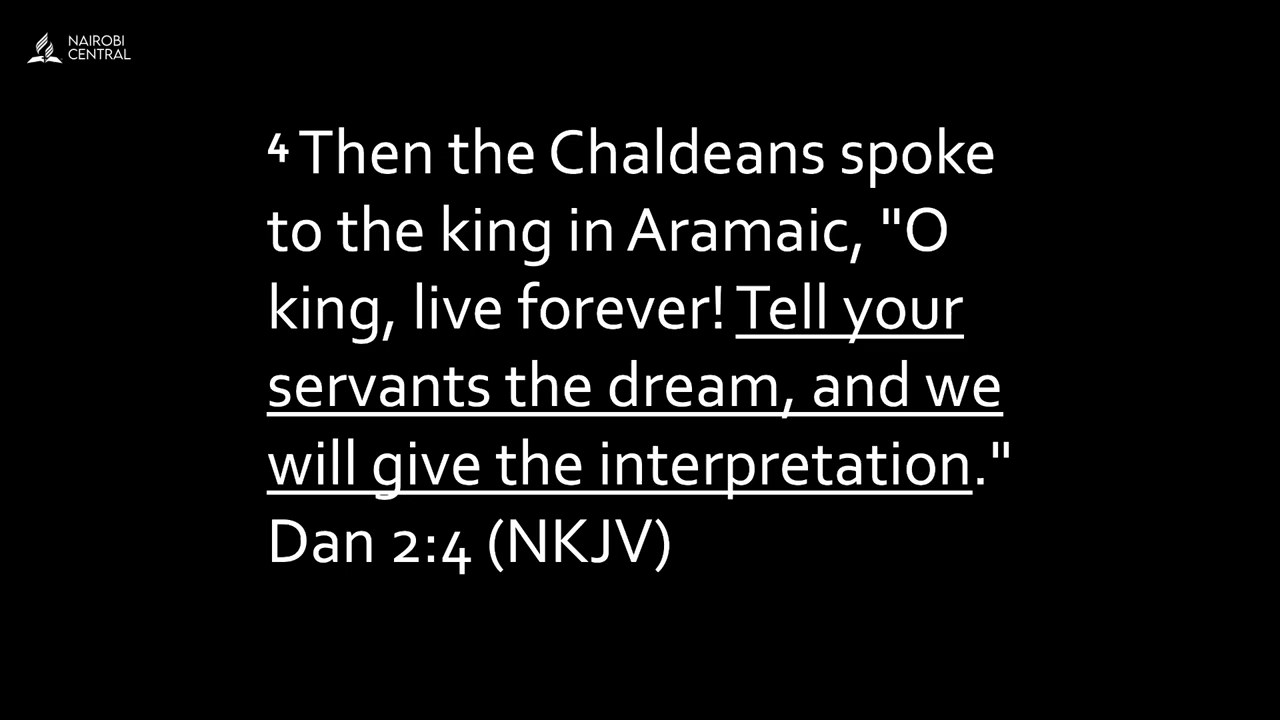 NAIROBI
CENTRAL
4 Then the Chaldeans spoke
to the king in Aramaic, "O
king, live forever! Tell your
servants the dream, and we
will give the interpretation."
Dan 2:4 (NKJV)